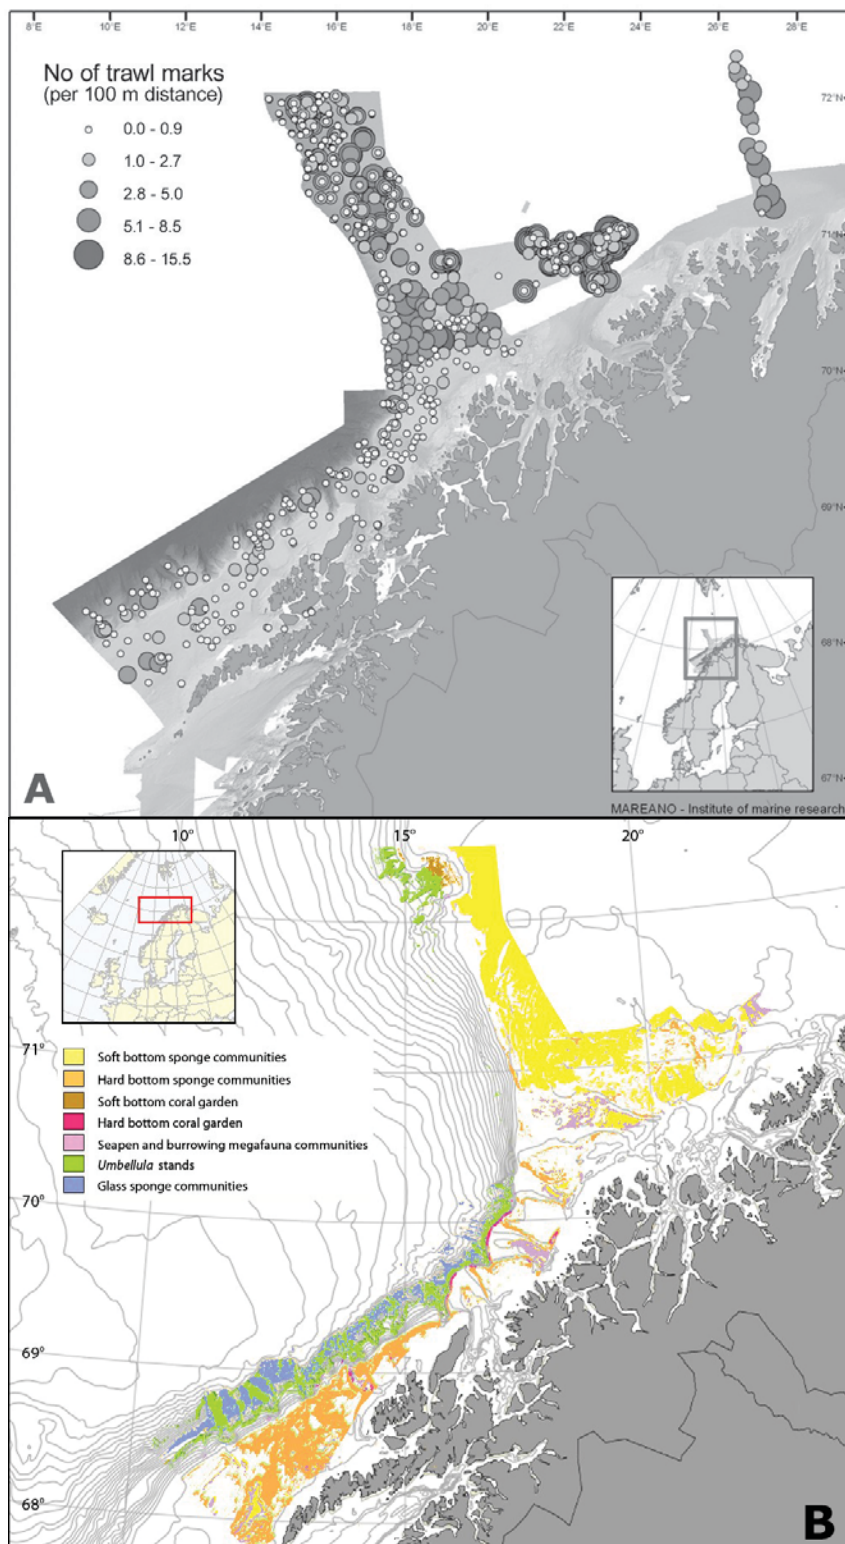 8°E 10°E 12°E 14°E 16°E 18°E 20°E 22°E 24°E 26°E 28°E
No of trawl marks
(per 100 m distance)
0.0 - 0.9
1.0 - 2.7
2.8 - 5.0
5.1 - 8.5
8.6 - 15.5
72°N
71°N
70°N
69°N
68°N
67°N
A
MAREANO - Institute of marine research
10° 15° 20°
71°
Soft bottom sponge communities
Hard bottom sponge communities
Soft bottom coral garden
Hard bottom coral garden
Seapen and burrowing megafauna communities
Umbellula stands
Glass sponge communities
70°
69°
68°
B